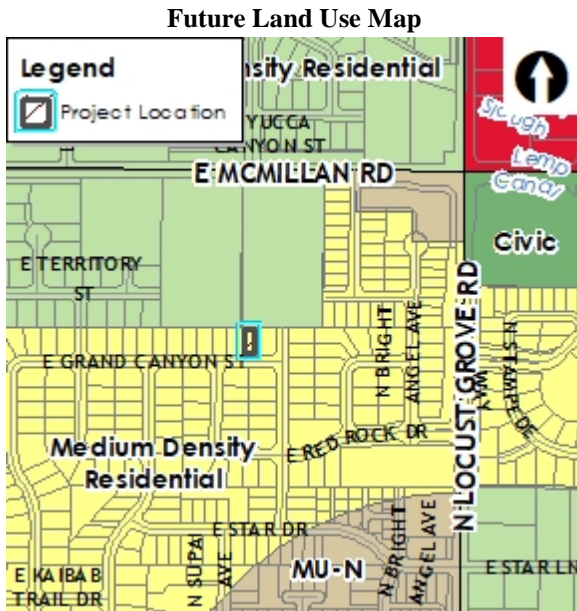 Future Land Use Map
Legend
Project Location
nsity Residential
YUCCA
CANYON ST
E MCMILLAN RD
Slough
Lemp
Canal
Civic
E TERRITORY
ST
N BRIGHT
ANGEL AVE
N LOCUST GROVE RD
N STAMPEDE
WAY
E GRAND CANYON ST
E RED ROCK DR
Medium Density
Residential
E STAR DR
N SUPAI
AVE
MU-N
N BRIGHT
ANGEL AVE
E STAR LN
E KAIBAB
TRAIL DR